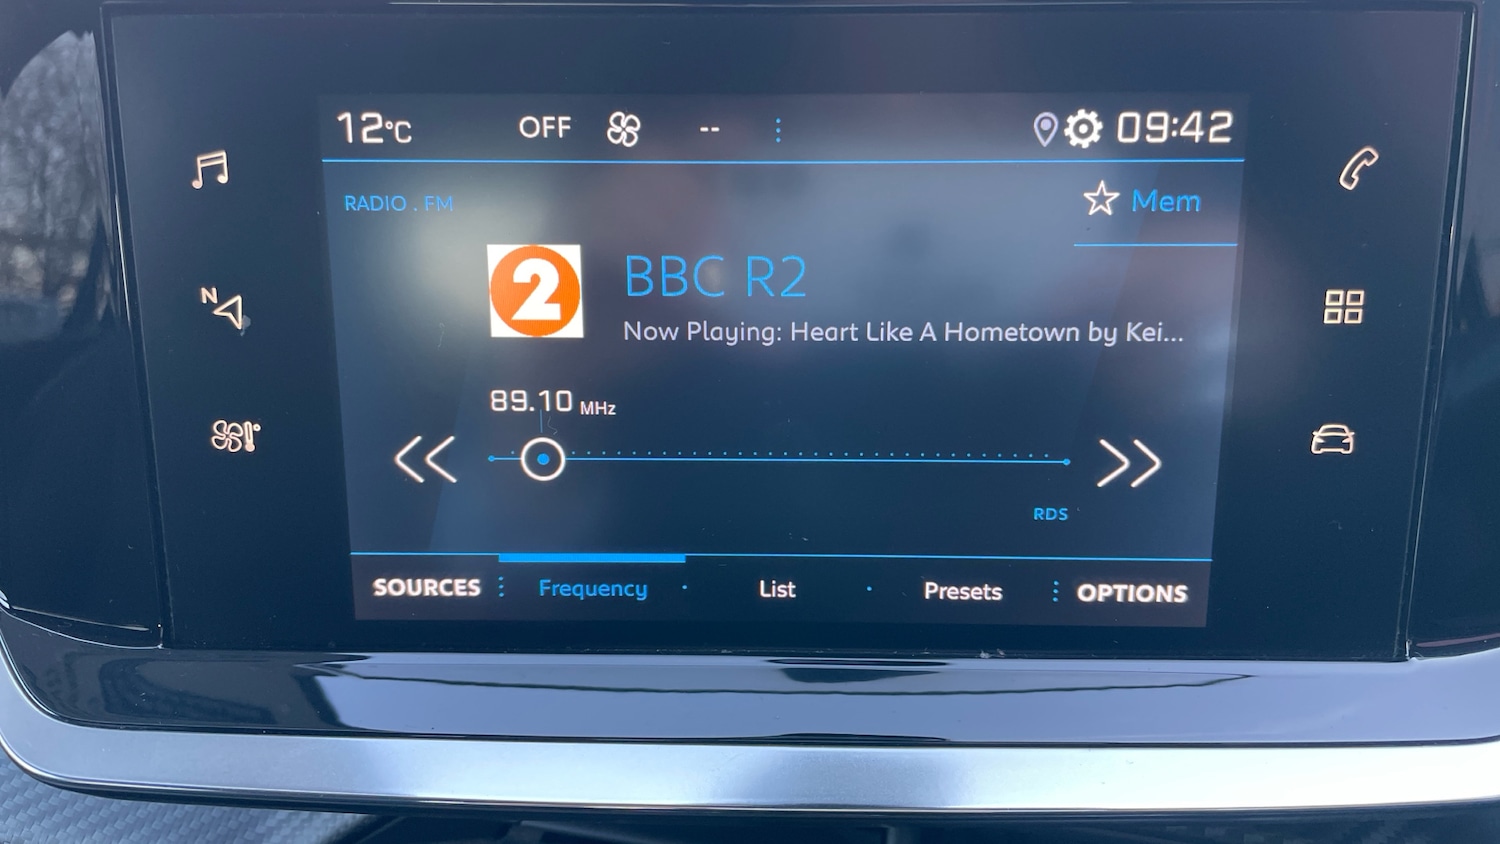 12°C OFF -- 09:42
RADIO . FM
Mem
2
BBC R2
Now Playing: Heart Like A Hometown by Kei...
89.10 MHz
N
RDS
SOURCES Frequency List Presets OPTIONS